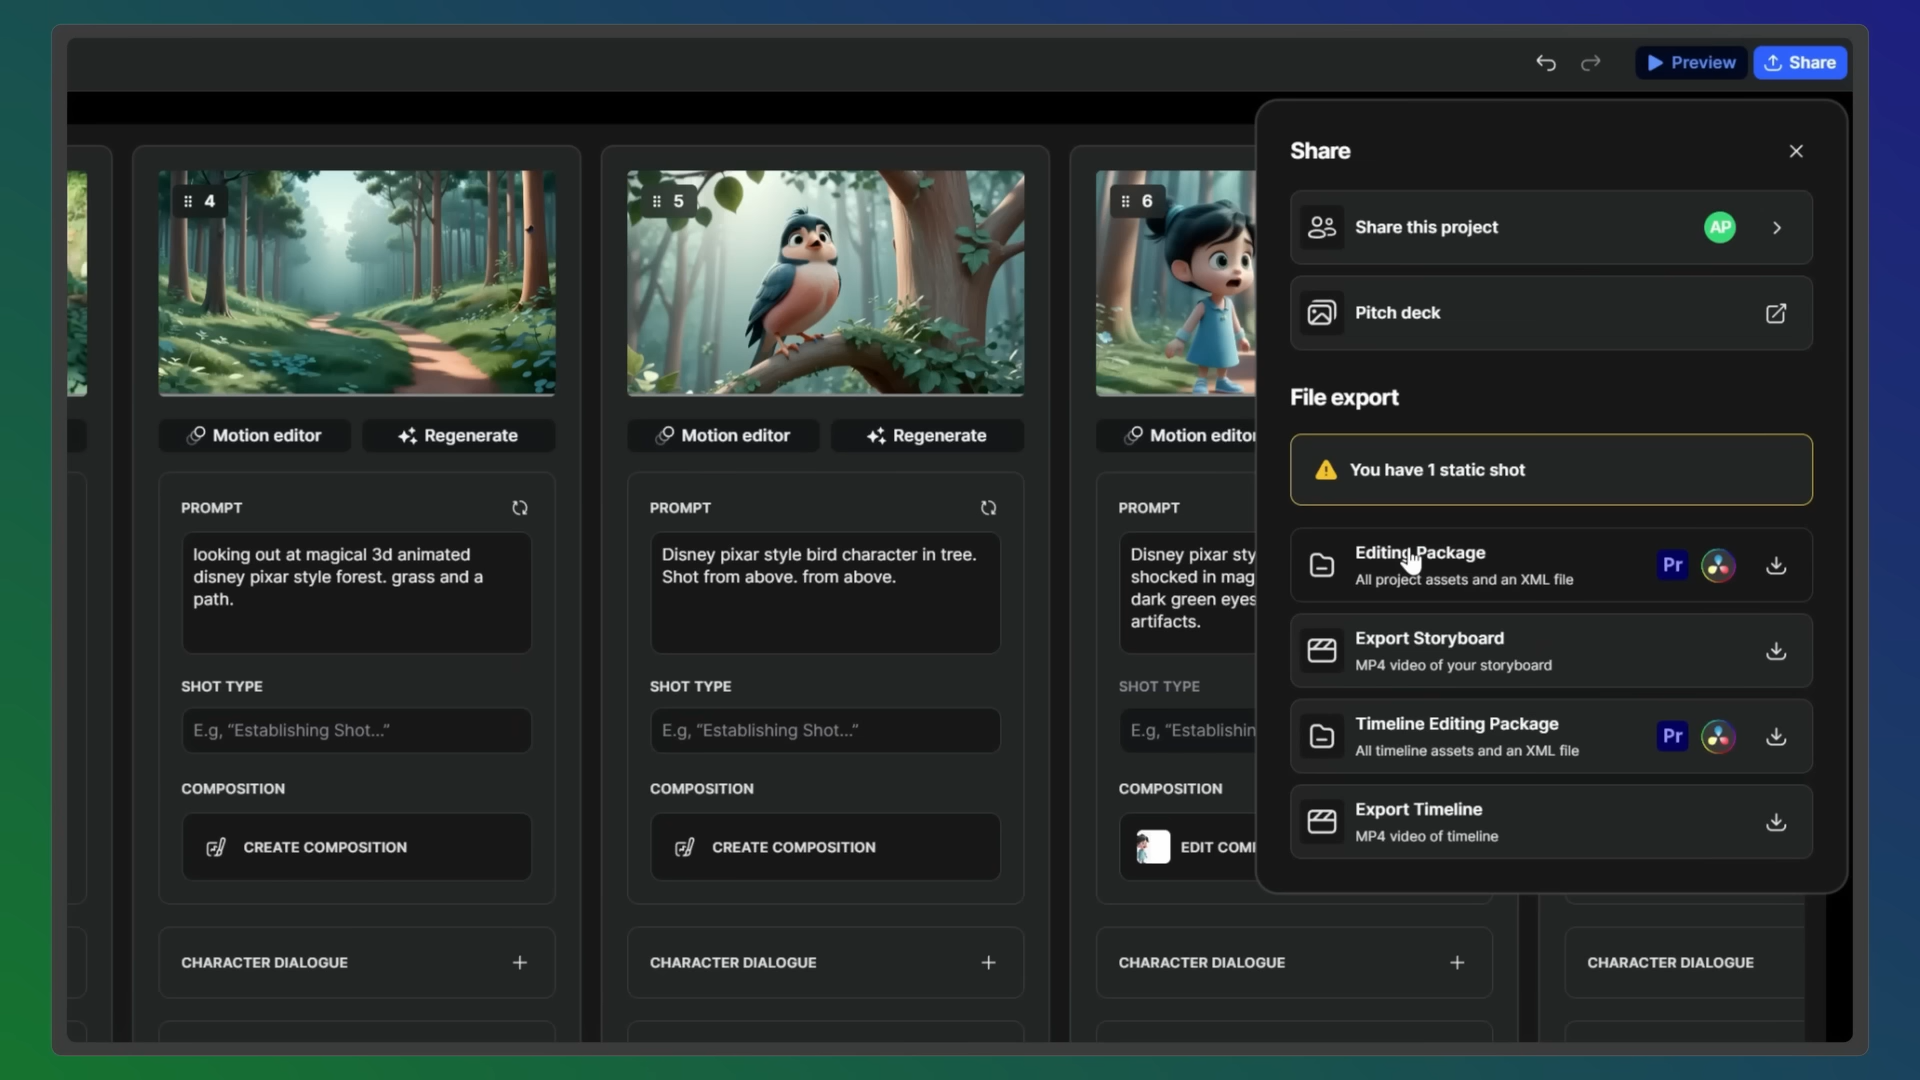 Preview
Share
4
Motion editor
Regenerate
PROMPT
looking out at magical 3d animated
disney pixar style forest. grass and a
path.
SHOT TYPE
E.g, “Establishing Shot...”
COMPOSITION
CREATE COMPOSITION
CHARACTER DIALOGUE
5
Motion editor
Regenerate
PROMPT
Disney pixar style bird character in tree.
Shot from above. from above.
SHOT TYPE
E.g, “Establishing Shot...”
COMPOSITION
CREATE COMPOSITION
CHARACTER DIALOGUE
6
Motion editor
PROMPT
Disney pixar sty
shocked in mag
dark green eyes
artifacts.
SHOT TYPE
E.g, “Establishin
COMPOSITION
EDIT COM
CHARACTER DIALOGUE
CHARACTER DIALOGUE
Share
Share this project
AP
Pitch deck
File export
You have 1 static shot
Editing Package
All project assets and an XML file
Pr
Export Storyboard
MP4 video of your storyboard
Timeline Editing Package
All timeline assets and an XML file
Pr
Export Timeline
MP4 video of timeline